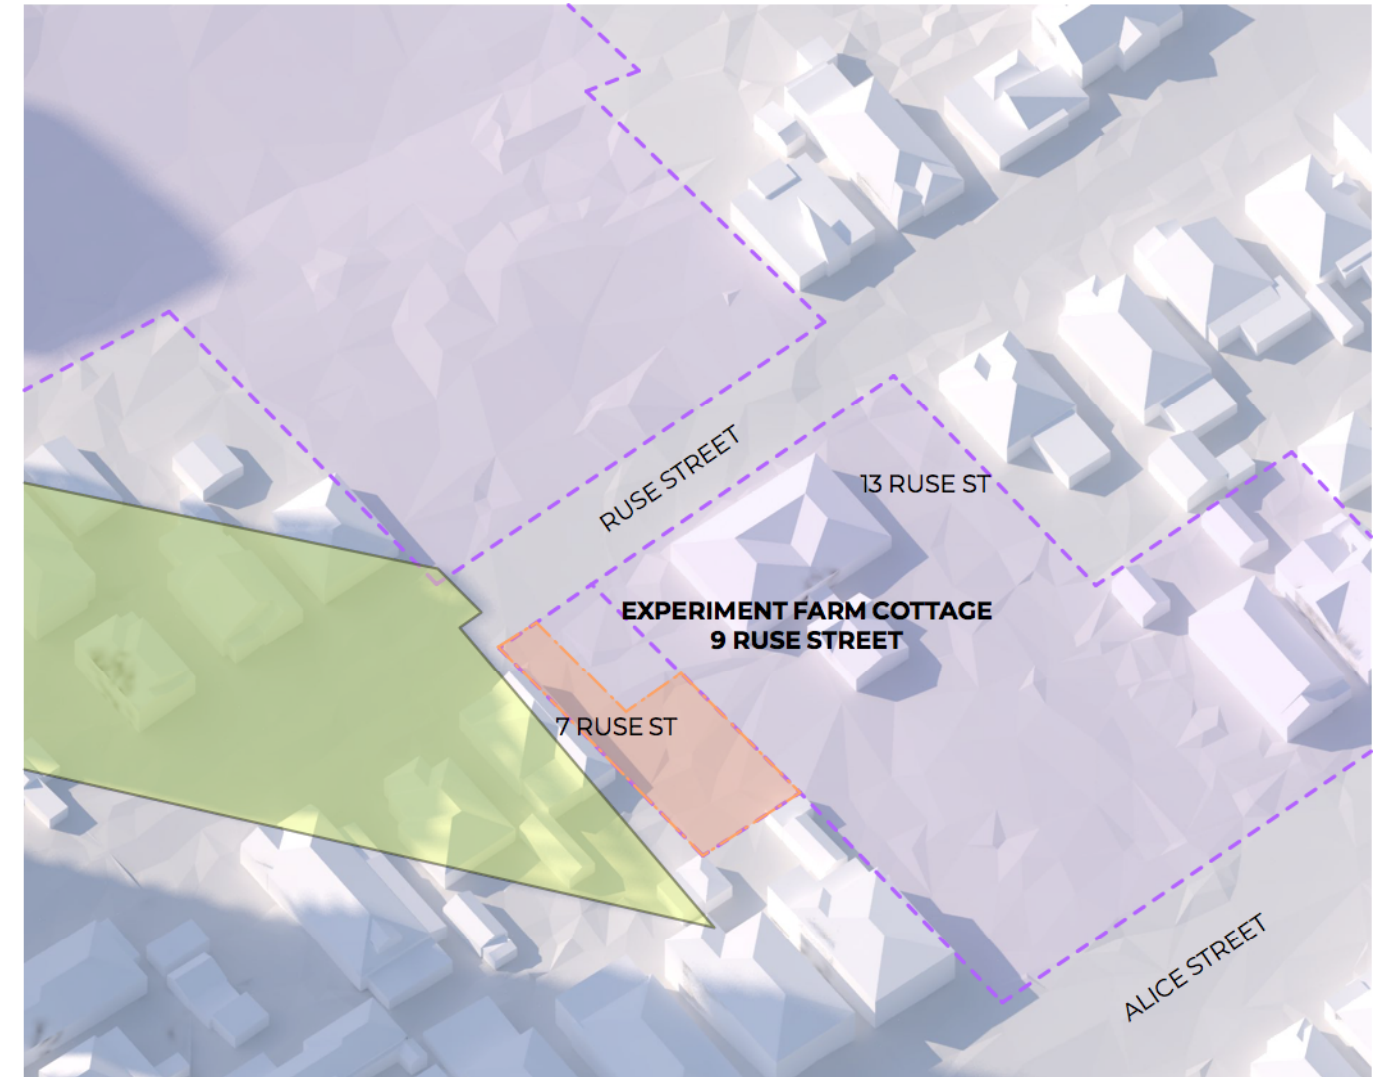 RUSE STREET
13 RUSE ST
EXPERIMENT FARM COTTAGE
9 RUSE STREET
7 RUSE ST
ALICE STREET